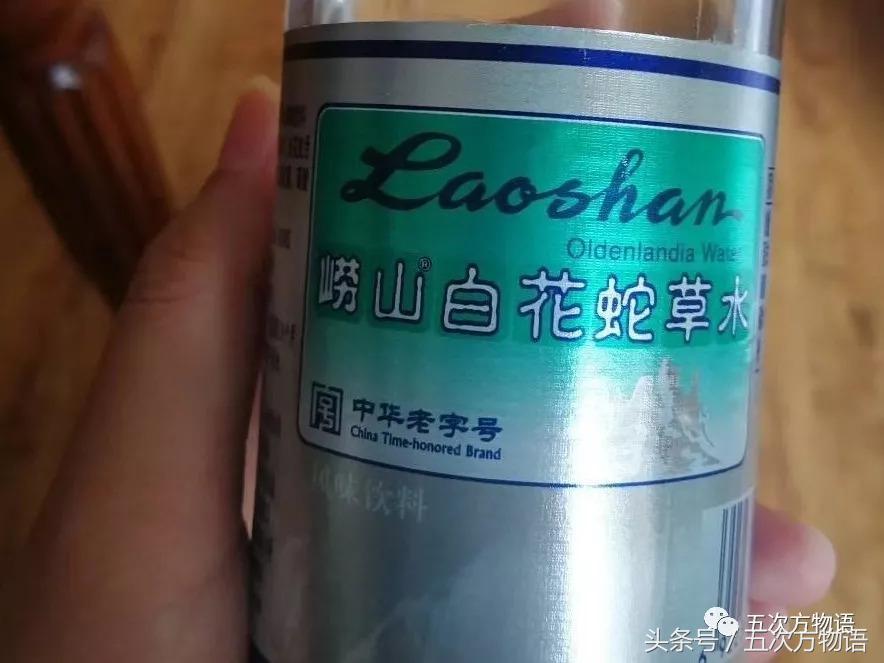 Laoshan
Oldenlandia Water
崂山®白花蛇草水
中华老字号
China Time-honored Brand
风味饮料
五次方物语
头条号 / 五次方物语